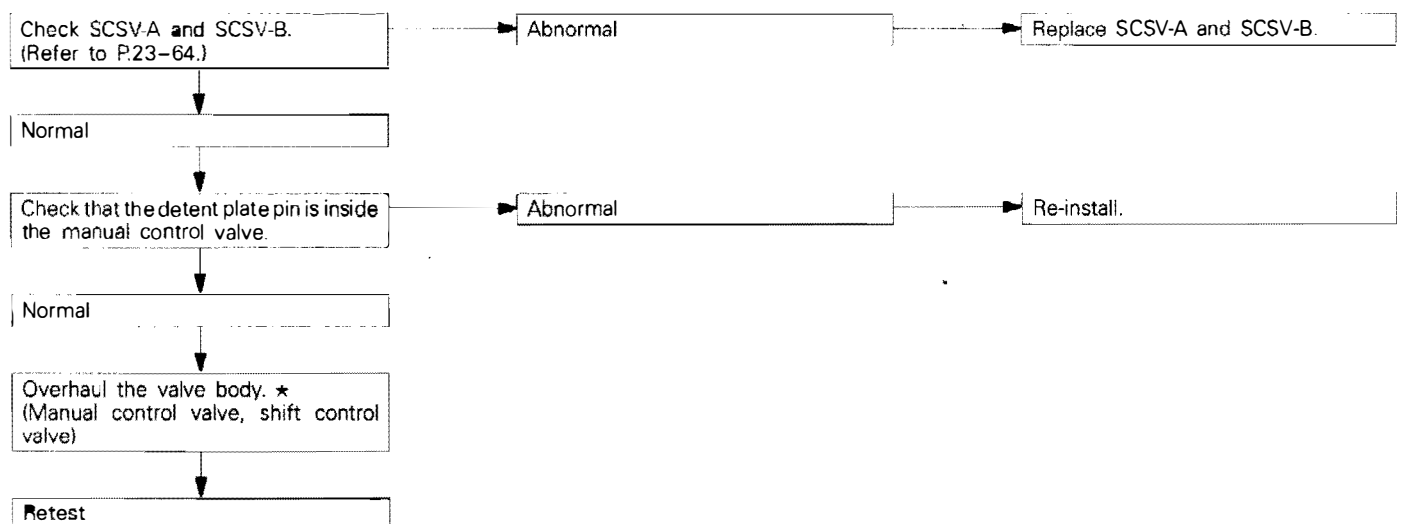 Check SCSV-A and SCSV-B.
(Refer to P.23–64.)
Abnormal
Replace SCSV-A and SCSV-B.
Normal
Check that the detent plate pin is inside
the manual control valve.
Abnormal
Re-install.
Normal
Overhaul the valve body. ★
(Manual control valve, shift control
valve)
Retest